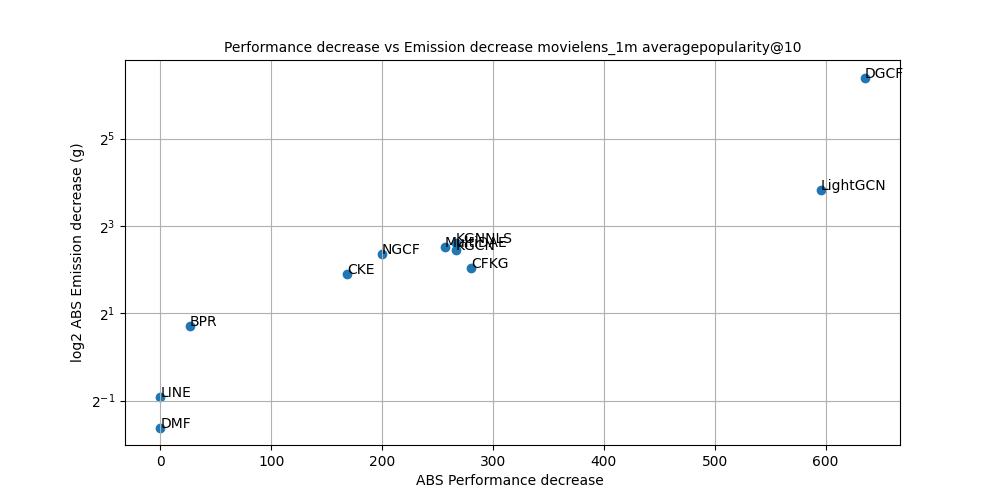 Performance decrease vs Emission decrease movielens_1m averagepopularity@10
DGCF
2^5
LightGCN
2^3
KGNNLS
MultiDAE
KGCN
NGCF
CFKG
CKE
2^1
BPR
LINE
2^-1
DMF
log2 ABS Emission decrease (g)
0 100 200 300 400 500 600
ABS Performance decrease